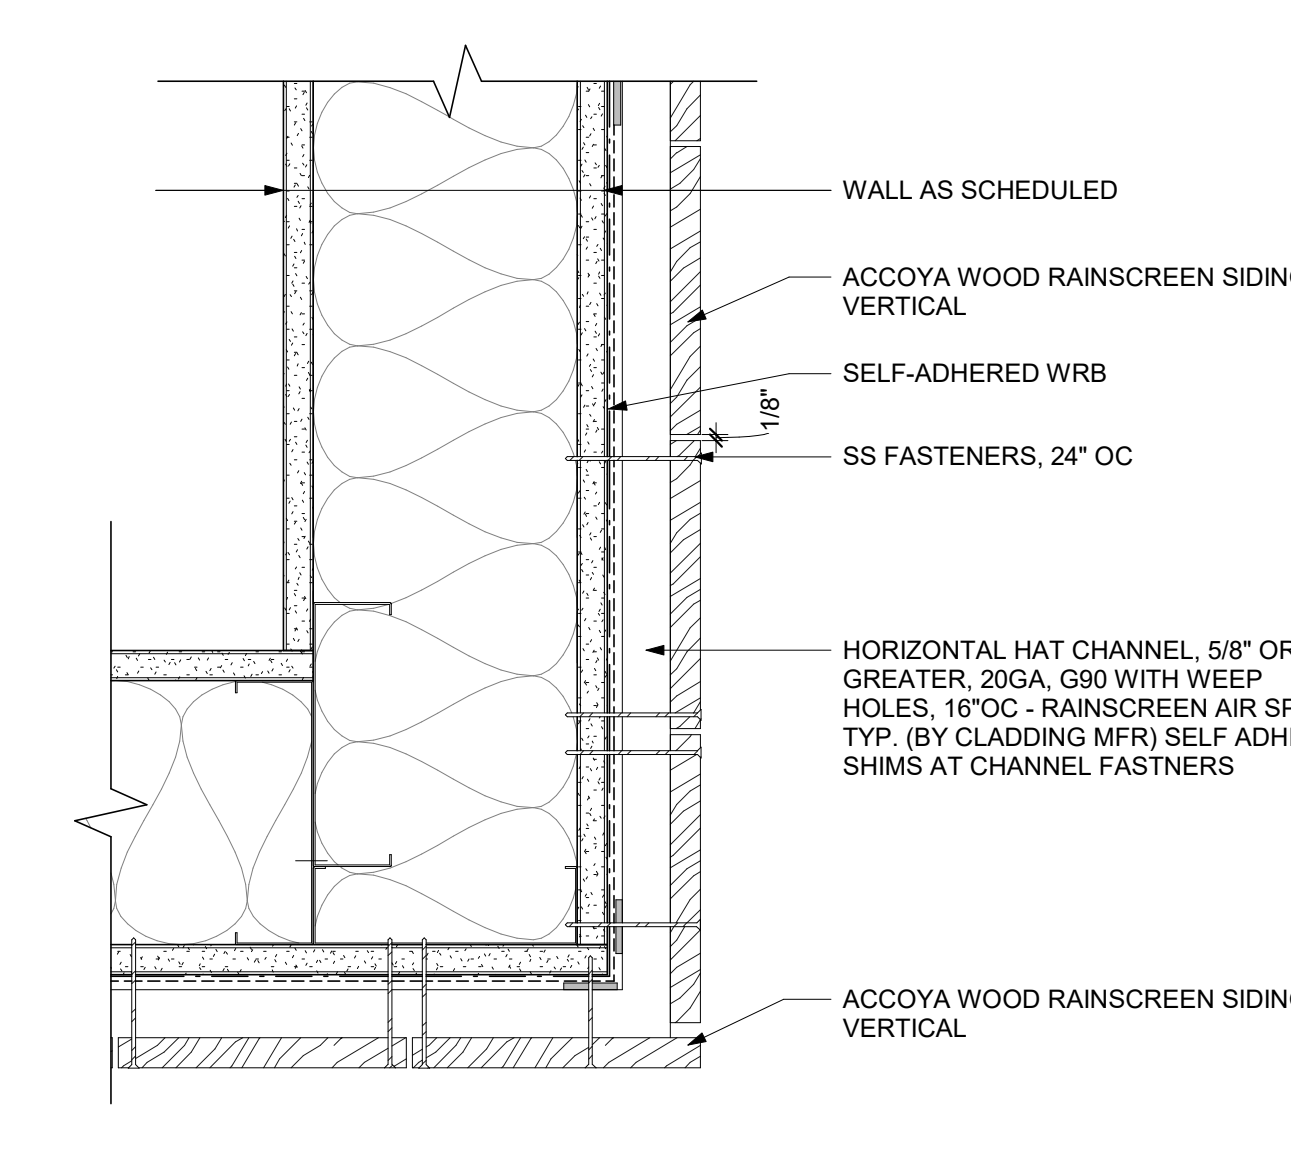 WALL AS SCHEDULED
ACCOYA WOOD RAINSCREEN
VERTICAL
SELF-ADHERED WRB
1/8"
SS FASTENERS, 24" OC
HORIZONTAL HAT CHANNEL, 5/8" OR
GREATER, 20GA, G90 WITH WEEP
HOLES, 16"OC - RAINSCREEN AIR
TYP. (BY CLADDING MFR) SELF
SHIMS AT CHANNEL FASTNERS
ACCOYA WOOD RAINSCREEN
VERTICAL